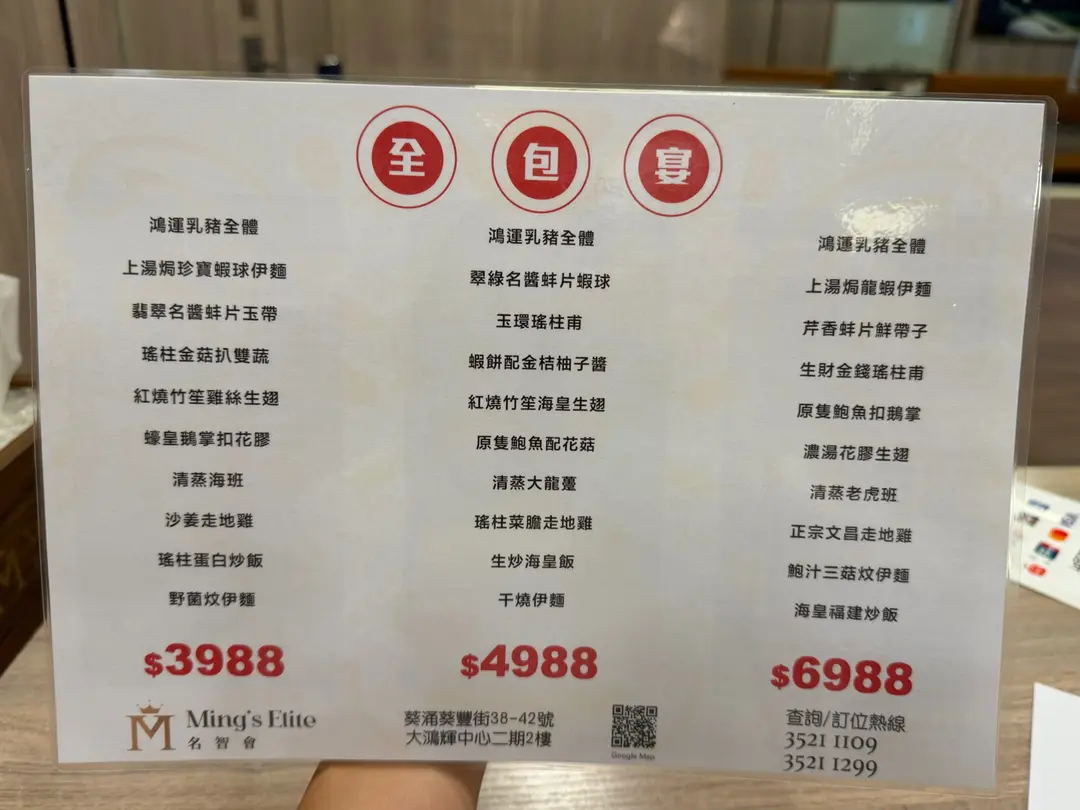 全包宴
鴻運乳豬全體
上湯焗珍寶蝦球伊麵
翡翠名醬蚌片玉帶
瑤柱金菇扒雙蔬
紅燒竹笙雞絲生翅
蠔皇鵝掌扣花膠
清蒸海班
沙姜走地雞
瑤柱蛋白炒飯
野菌炆伊麵
$3988
鴻運乳豬全體
翠綠名醬蚌片蝦球
玉環瑤柱甫
蝦餅配金桔柚子醬
紅燒竹笙海皇生翅
原隻鮑魚配花菇
清蒸大龍躉
瑤柱菜膽走地雞
生炒海皇飯
干燒伊麵
$4988
鴻運乳豬全體
上湯焗龍蝦伊麵
芹香蚌片鮮帶子
生財金錢瑤柱甫
原隻鮑魚扣鵝掌
濃湯花膠生翅
清蒸老虎班
正宗文昌走地雞
鮑汁三菇炆伊麵
海皇福建炒飯
$6988
Ming's Elite
名智會
葵涌葵豐街38-42號
大鴻輝中心二期2樓
Google Map
查詢/訂位熱線
3521 1109
3521 1299